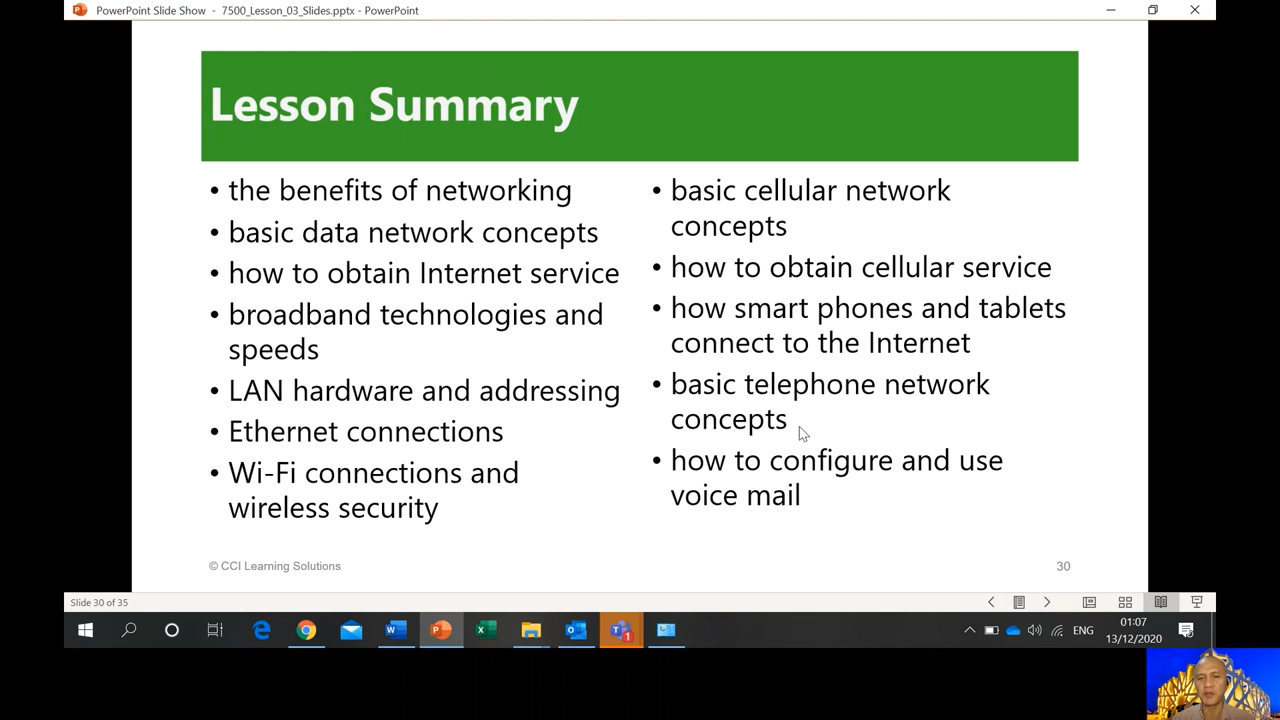 PowerPoint Slide Show - 7500_Lesson_03_Slides.pptx - PowerPoint
Lesson Summary
• the benefits of networking
• basic data network concepts
• how to obtain Internet service
• broadband technologies and
speeds
• LAN hardware and addressing
• Ethernet connections
• Wi-Fi connections and
wireless security
• basic cellular network
concepts
• how to obtain cellular service
• how smart phones and tablets
connect to the Internet
• basic telephone network
concepts
• how to configure and use
voice mail
© CCI Learning Solutions
30
Slide 30 of 35
ENG
01:07
13/12/2020